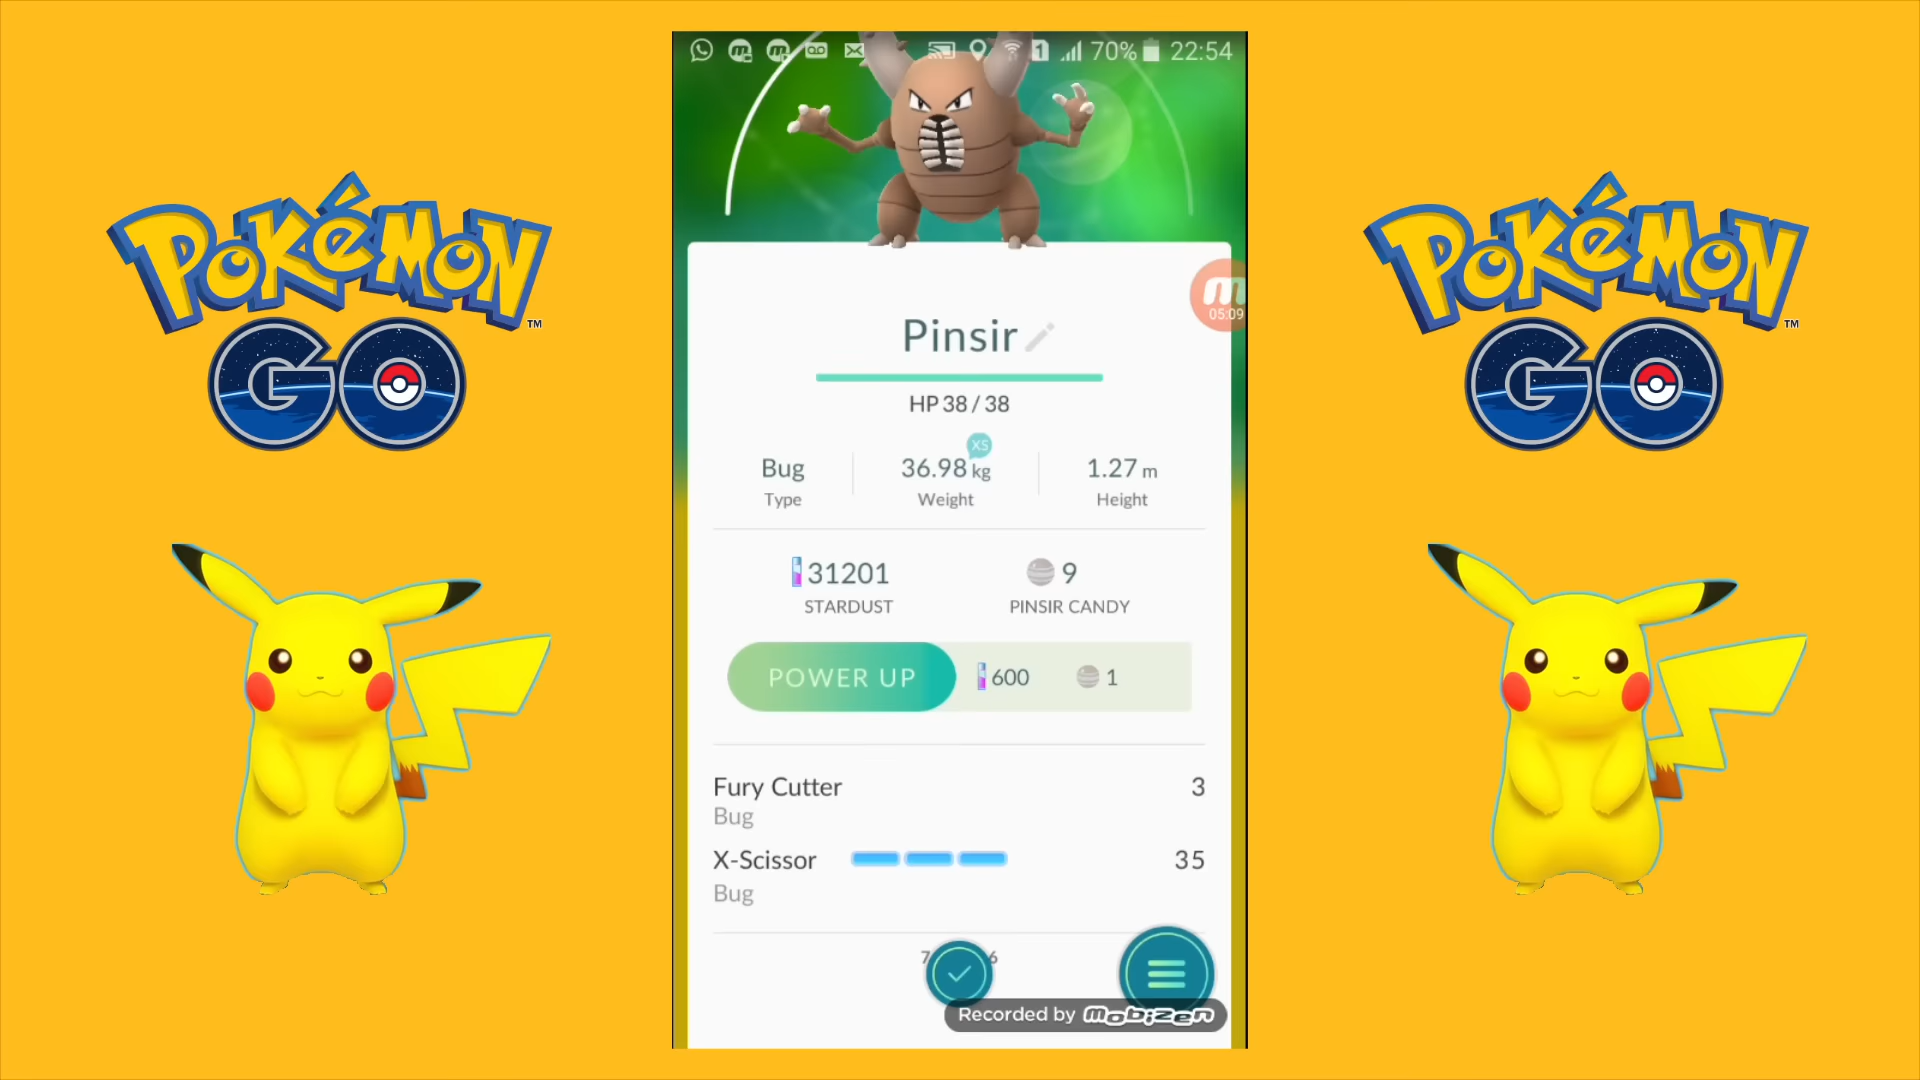 70% 22:54
POKéMON
TM
GO
POKéMON
TM
GO
05:09
Pinsir
HP 38 / 38
XS
Bug
36.98 kg
1.27 m
Type
Weight
Height
31201
9
STARDUST
PINSIR CANDY
POWER UP
600
1
Fury Cutter
3
Bug
X-Scissor
35
Bug
Recorded by mobizen